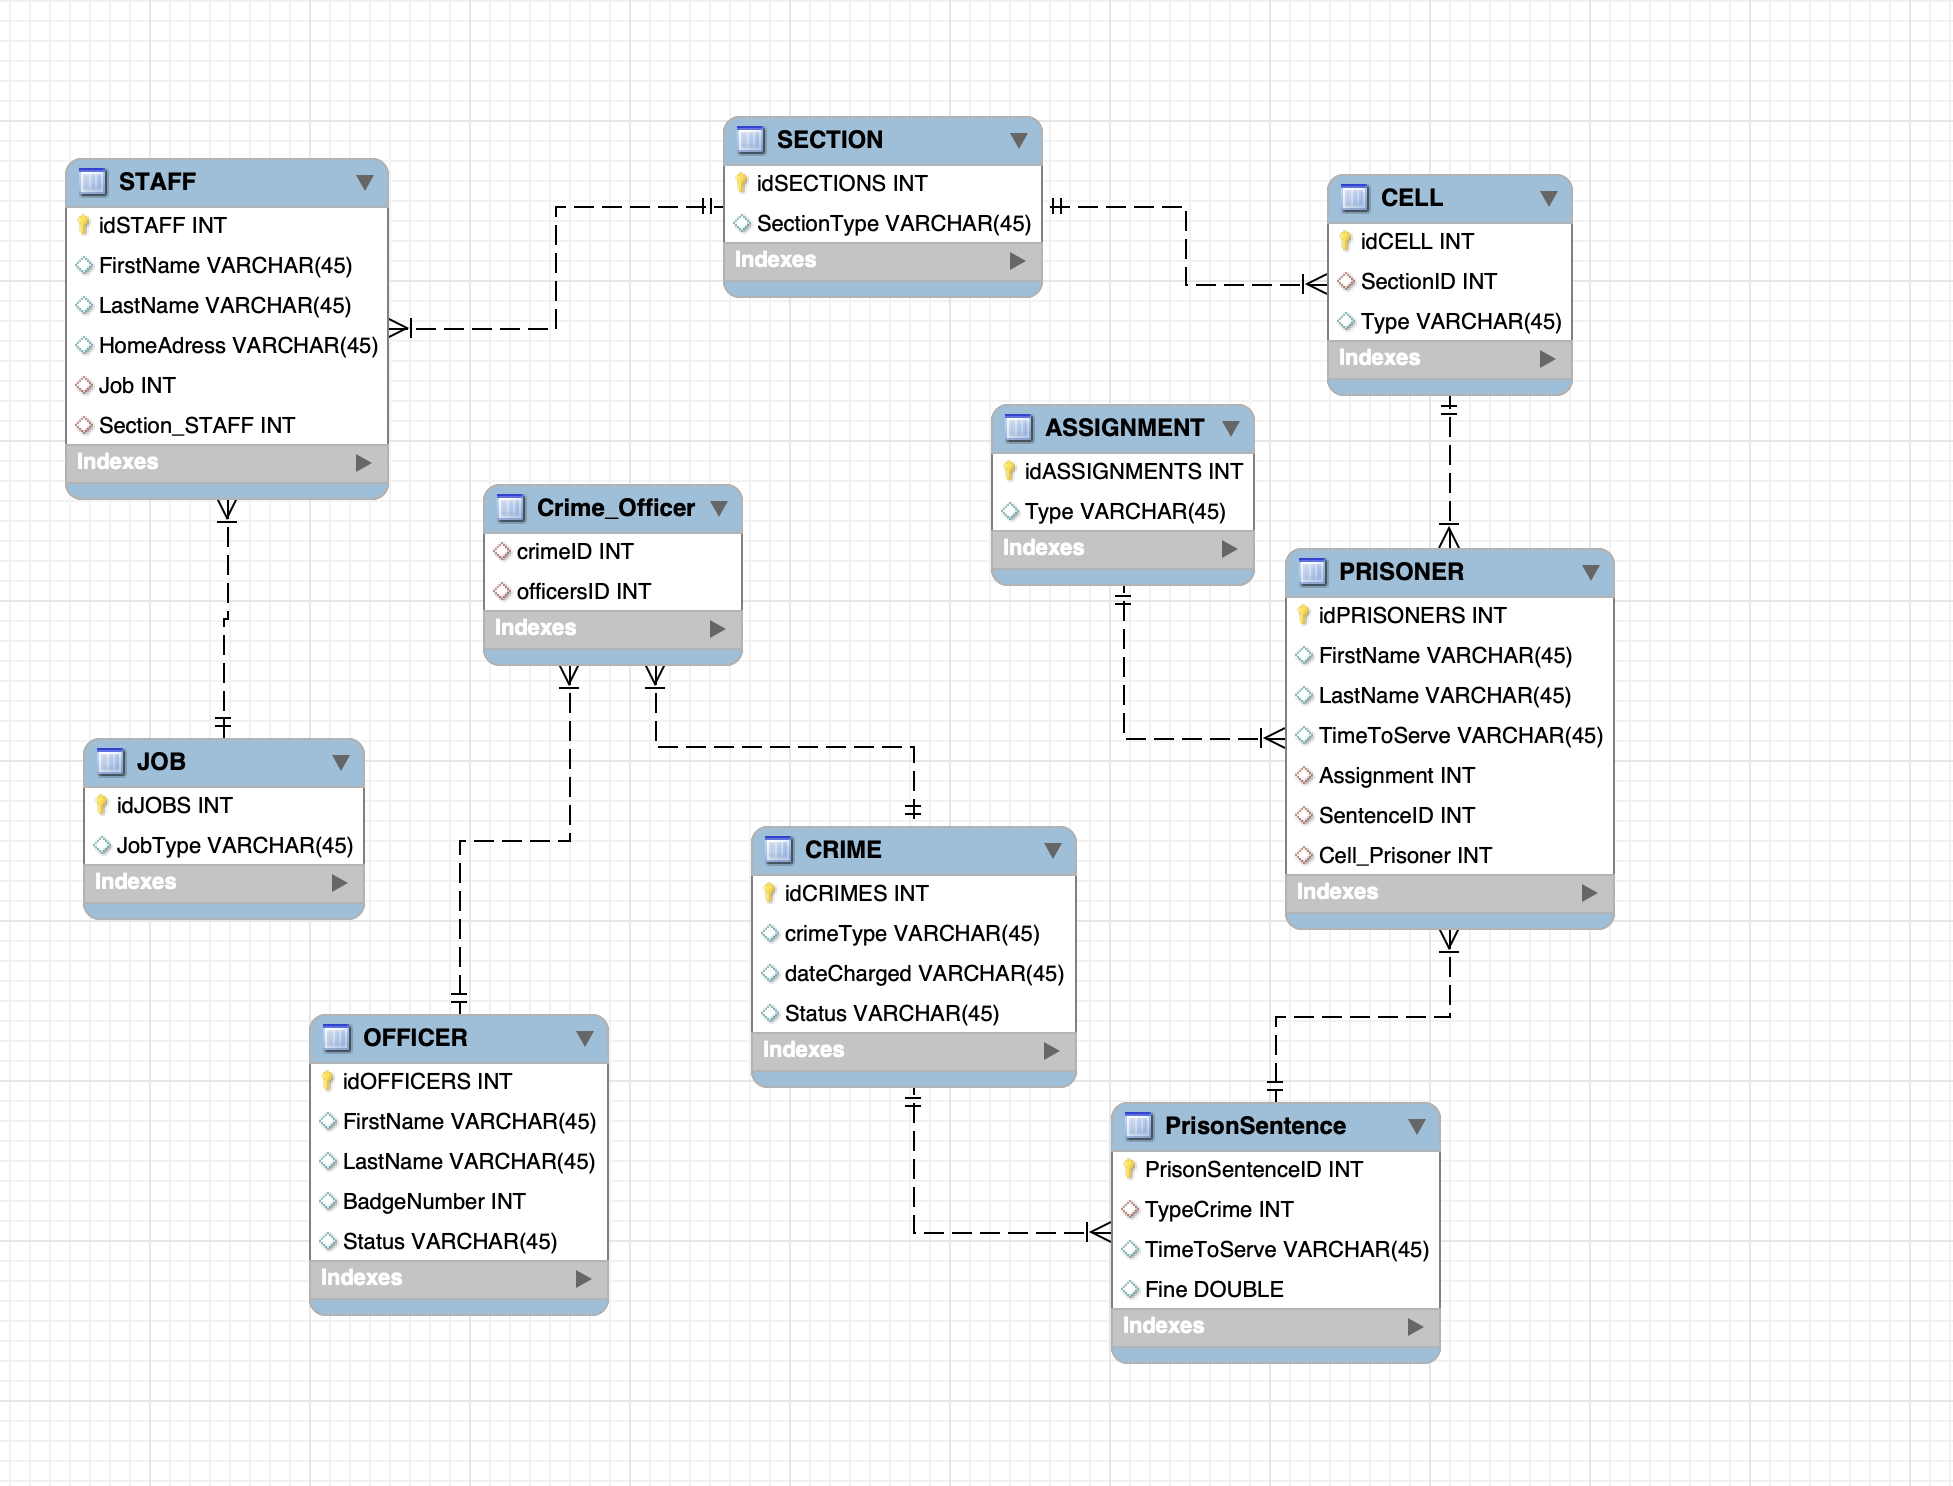 SECTION
idSECTIONS INT
SectionType VARCHAR(45)
Indexes
STAFF
idSTAFF INT
FirstName VARCHAR(45)
LastName VARCHAR(45)
HomeAdress VARCHAR(45)
Job INT
Section_STAFF INT
Indexes
CELL
idCELL INT
SectionID INT
Type VARCHAR(45)
Indexes
ASSIGNMENT
idASSIGNMENTS INT
Type VARCHAR(45)
Indexes
Crime_Officer
crimeID INT
officersID INT
Indexes
PRISONER
idPRISONERS INT
FirstName VARCHAR(45)
LastName VARCHAR(45)
TimeToServe VARCHAR(45)
Assignment INT
SentenceID INT
Cell_Prisoner INT
Indexes
JOB
idJOBS INT
JobType VARCHAR(45)
Indexes
CRIME
idCRIMES INT
crimeType VARCHAR(45)
dateCharged VARCHAR(45)
Status VARCHAR(45)
Indexes
OFFICER
idOFFICERS INT
FirstName VARCHAR(45)
LastName VARCHAR(45)
BadgeNumber INT
Status VARCHAR(45)
Indexes
PrisonSentence
PrisonSentenceID INT
TypeCrime INT
TimeToServe VARCHAR(45)
Fine DOUBLE
Indexes